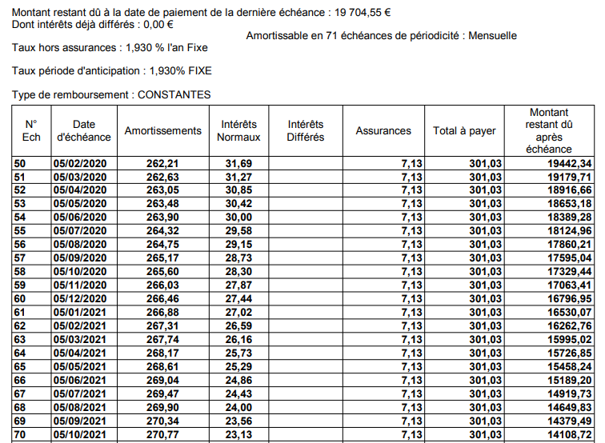 Montant restant dû à la date de paiement de la dernière échéance : 19 704,55 €
Dont intérêts déjà différés : 0,00 €
Amortissable en 71 échéances de périodicité : Mensuelle
Taux hors assurances : 1,930 % l'an Fixe
Taux période d'anticipation : 1,930% FIXE
Type de remboursement : CONSTANTES
N° Ech Date d'échéance Amortissements Intérêts Normaux Intérêts Différés Assurances Total à payer Montant restant dû après échéance
50 05/02/2020 262,21 31,69 7,13 301,03 19442,34
51 05/03/2020 262,63 31,27 7,13 301,03 19179,71
52 05/04/2020 263,05 30,85 7,13 301,03 18916,66
53 05/05/2020 263,48 30,42 7,13 301,03 18653,18
54 05/06/2020 263,90 30,00 7,13 301,03 18389,28
55 05/07/2020 264,32 29,58 7,13 301,03 18124,96
56 05/08/2020 264,75 29,15 7,13 301,03 17860,21
57 05/09/2020 265,17 28,73 7,13 301,03 17595,04
58 05/10/2020 265,60 28,30 7,13 301,03 17329,44
59 05/11/2020 266,03 27,87 7,13 301,03 17063,41
60 05/12/2020 266,46 27,44 7,13 301,03 16796,95
61 05/01/2021 266,88 27,02 7,13 301,03 16530,07
62 05/02/2021 267,31 26,59 7,13 301,03 16262,76
63 05/03/2021 267,74 26,16 7,13 301,03 15995,02
64 05/04/2021 268,17 25,73 7,13 301,03 15726,85
65 05/05/2021 268,61 25,29 7,13 301,03 15458,24
66 05/06/2021 269,04 24,86 7,13 301,03 15189,20
67 05/07/2021 269,47 24,43 7,13 301,03 14919,73
68 05/08/2021 269,90 24,00 7,13 301,03 14649,83
69 05/09/2021 270,34 23,56 7,13 301,03 14379,49
70 05/10/2021 270,77 23,13 7,13 301,03 14108,72